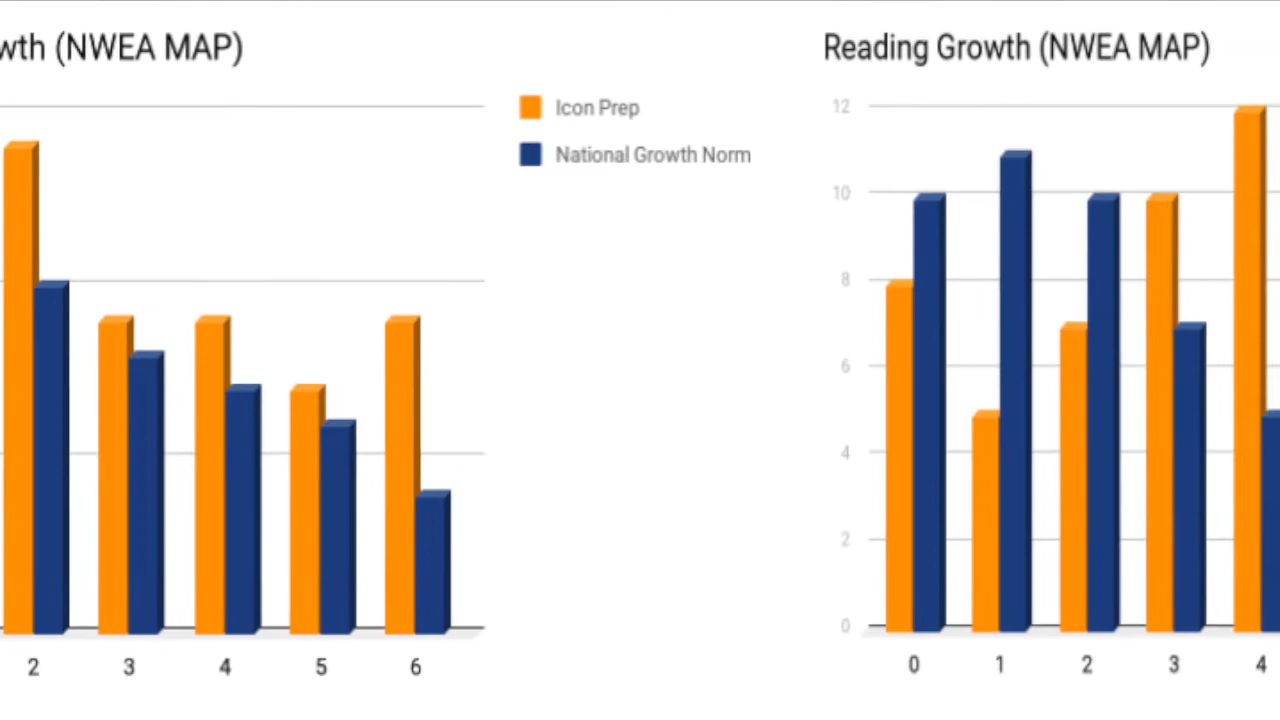 wth (NWEA MAP)
Icon Prep
National Growth Norm
2 3 4 5 6
Reading Growth (NWEA MAP)
12
10
8
6
4
2
0
0 1 2 3 4